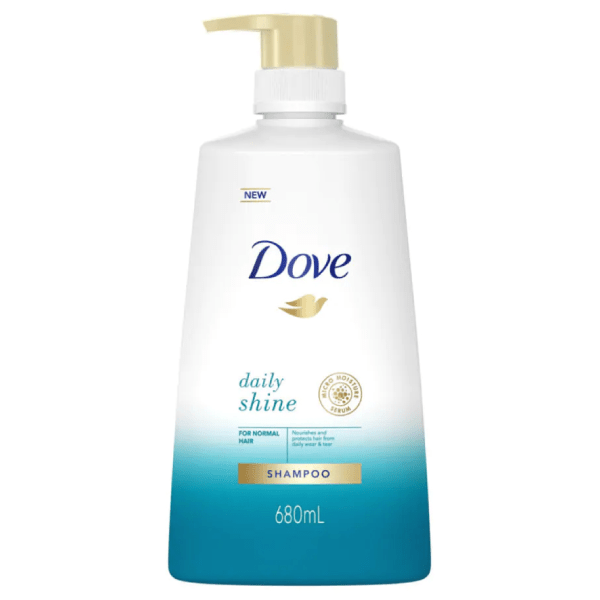 NEW
Dove
daily
shine
MICRO MOISTURE
SERUM
FOR NORMAL
HAIR
Nourishes and
protects hair from
daily wear & tear
SHAMPOO
680mL